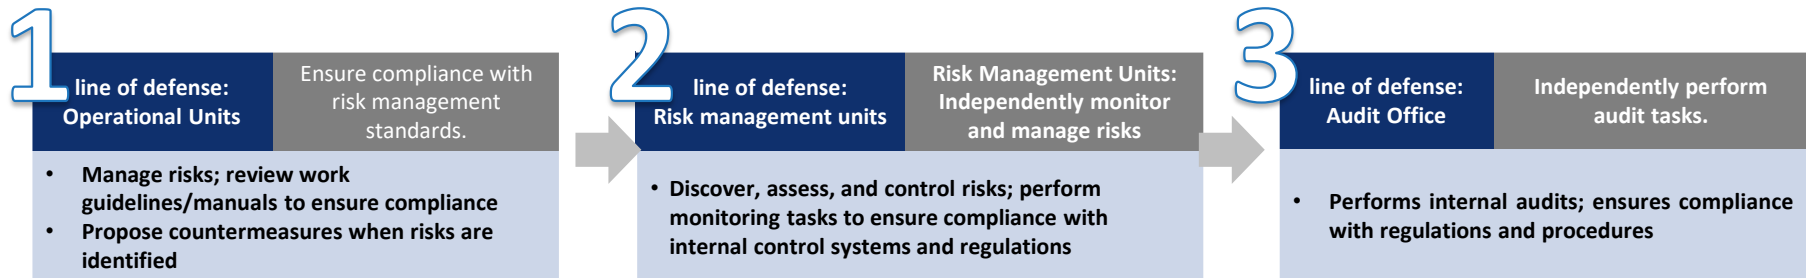 1
line of defense:
Operational Units
Ensure compliance with
risk management
standards.
• Manage risks; review work
guidelines/manuals to ensure compliance
• Propose countermeasures when risks are
identified
2
line of defense:
Risk management units
Risk Management Units:
Independently monitor
and manage risks
• Discover, assess, and control risks; perform
monitoring tasks to ensure compliance with
internal control systems and regulations
3
line of defense:
Audit Office
Independently perform
audit tasks.
• Performs internal audits; ensures compliance
with regulations and procedures